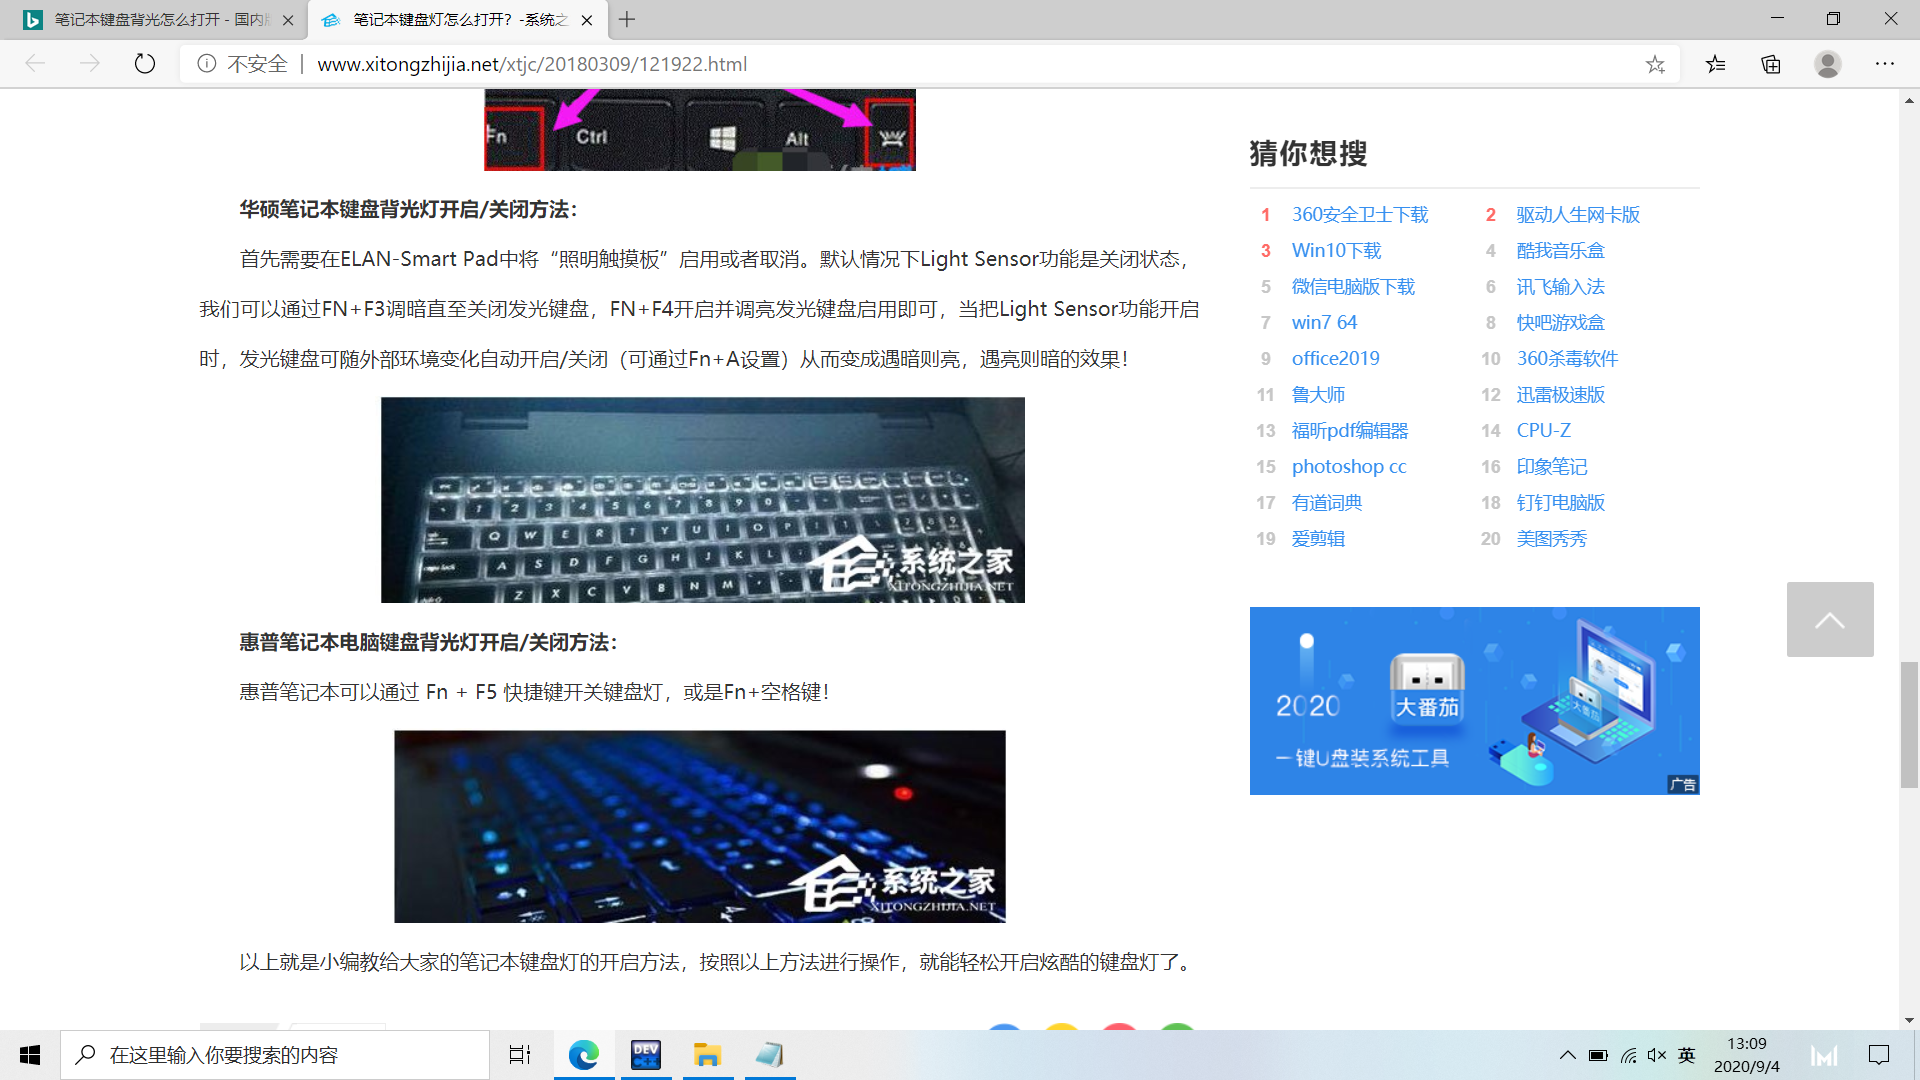 笔记本键盘背光怎么打开 - 国内
笔记本键盘灯怎么打开？-系统之
不安全 | www.xitongzhijia.net/xtjc/20180309/121922.html
Fn Ctrl Alt
华硕笔记本键盘背光灯开启/关闭方法：
首先需要在ELAN-Smart Pad中将“照明触摸板”启用或者取消。默认情况下Light Sensor功能是关闭状态，
我们可以通过FN+F3调暗直至关闭发光键盘，FN+F4开启并调亮发光键盘启用即可，当把Light Sensor功能开启
时，发光键盘可随外部环境变化自动开启/关闭（可通过Fn+A设置）从而变成遇暗则亮，遇亮则暗的效果！
1 2 3 4 5 6 7 8 9 0
Q W E R T Y U I O P
A S D F G H J K L
Z X C V B N M
系统之家
XITONGZHIJIA.NET
惠普笔记本电脑键盘背光灯开启/关闭方法：
惠普笔记本可以通过 Fn + F5 快捷键开关键盘灯，或是Fn+空格键！
系统之家
XITONGZHIJIA.NET
以上就是小编教给大家的笔记本键盘灯的开启方法，按照以上方法进行操作，就能轻松开启炫酷的键盘灯了。
猜你想搜
1 360安全卫士下载 2 驱动人生网卡版
3 Win10下载 4 酷我音乐盒
5 微信电脑版下载 6 讯飞输入法
7 win7 64 8 快吧游戏盒
9 office2019 10 360杀毒软件
11 鲁大师 12 迅雷极速版
13 福昕pdf编辑器 14 CPU-Z
15 photoshop cc 16 印象笔记
17 有道词典 18 钉钉电脑版
19 爱剪辑 20 美图秀秀
2020
大番茄
大番茄
一键U盘装系统工具
广告
在这里输入你要搜索的内容
DEV C++
英
13:09
2020/9/4